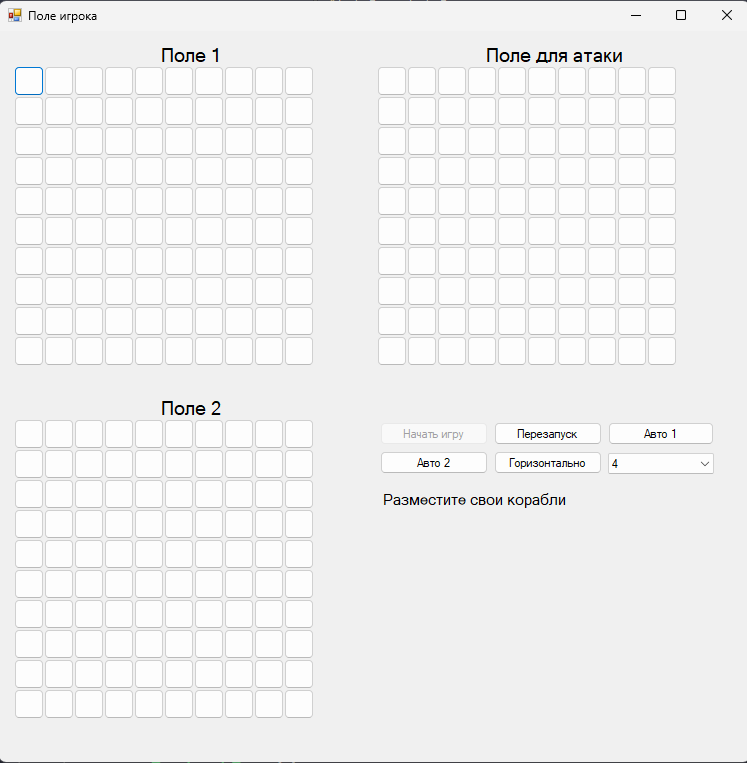 Поле игрока
Поле 1
Поле для атаки
Поле 2
Начать игру
Перезапуск
Авто 1
Авто 2
Горизонтально
4
Разместите свои корабли